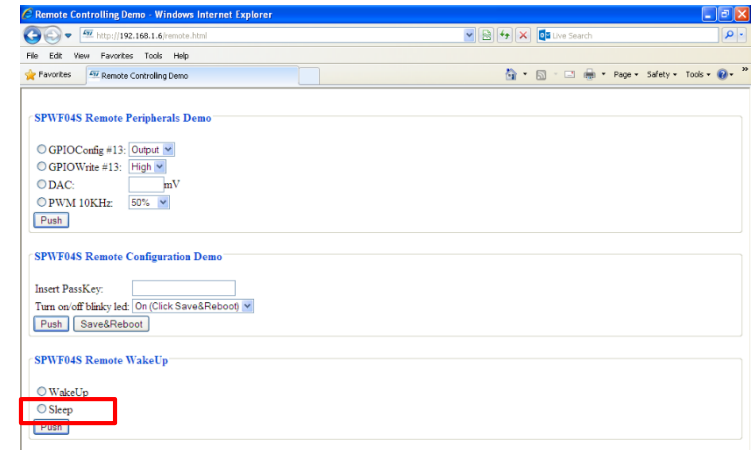 Remote Controlling Demo - Windows Internet Explorer
http://192.168.1.6/remote.html
Live Search
File Edit View Favorites Tools Help
Favorites Remote Controlling Demo Page Safety Tools »
SPWF04S Remote Peripherals Demo
GPIOConfig #13: Output
GPIOWrite #13: High
DAC: mV
PWM 10KHz: 50%
Push
SPWF04S Remote Configuration Demo
Insert PassKey:
Turn on/off blinky led: On (Click Save&Reboot)
Push Save&Reboot
SPWF04S Remote WakeUp
WakeUp
Sleep
Push